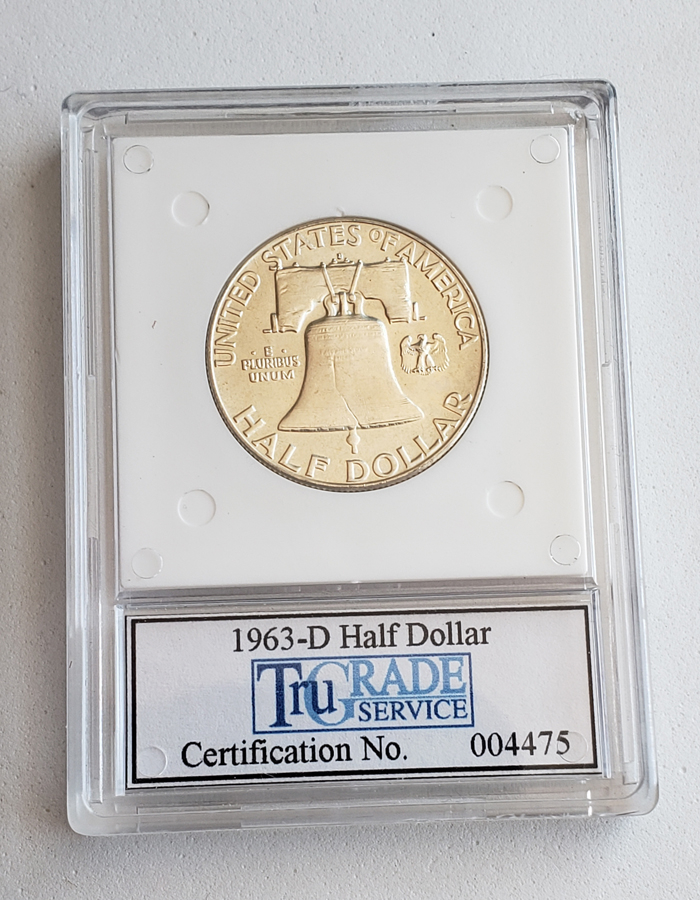 UNITED STATES OF AMERICA
D
· E ·
PLURIBUS
UNUM
HALF DOLLAR
1963-D Half Dollar
TruGRADE
SERVICE
Certification No. 004475